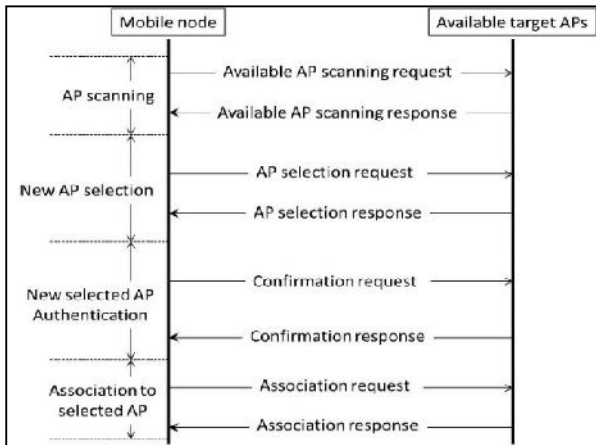 Mobile node
Available target APs
AP scanning
Available AP scanning request
Available AP scanning response
New AP selection
AP selection request
AP selection response
New selected AP
Authentication
Confirmation request
Confirmation response
Association to
selected AP
Association request
Association response